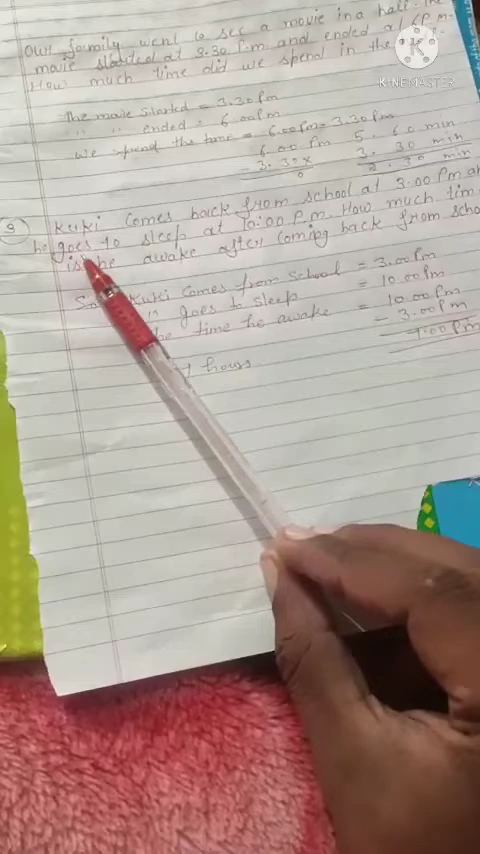 Our family went to see a movie in a hall. the
movie started at 3.30 P.m and ended at 6 P.m.
How much time did we spend in the
KINEMASTER
The movie started = 3.30 Pm
" " ended = 6.00 Pm
we spend the time = 6.00 Pm = 3.30 Pm
6.00 Pm 5.60 min
- 3.30 x 3.30 min
0 2.30 min
9 Kuki comes back from school at 3.00 Pm
he goes to sleep at 10:00 P.m. How much
is he awake after coming back from
Kuki comes from school = 3.00 Pm
" goes to sleep = 10.00 Pm
time he awake = 10.00 Pm
- 3.00 Pm
7.00 Pm
7 hours